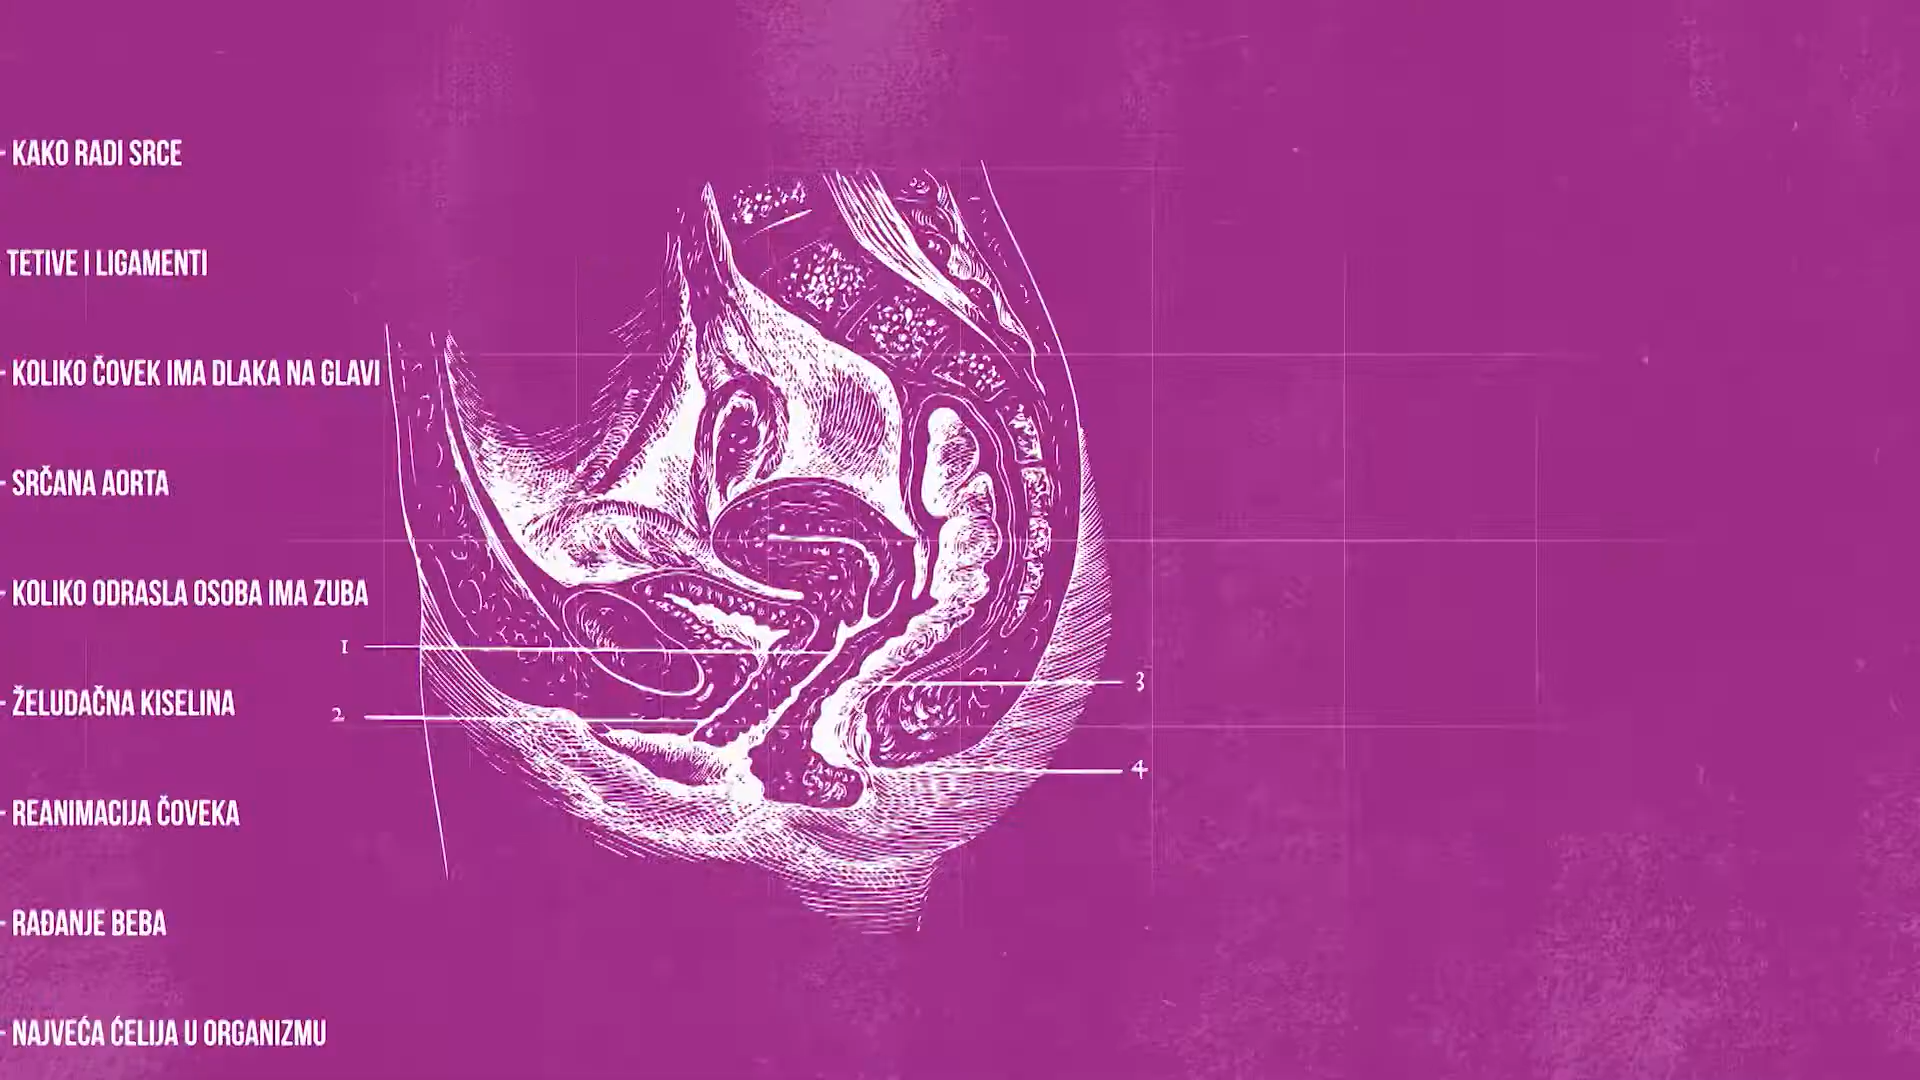 - KAKO RADI SRCE
TETIVE I LIGAMENTI
- KOLIKO ČOVEK IMA DLAKA NA GLAVI
- SRČANA AORTA
- KOLIKO ODRASLA OSOBA IMA ZUBA
1
2
3
4
- ŽELUDAČNA KISELINA
- REANIMACIJA ČOVEKA
- RAĐANJE BEBA
- NAJVEĆA ĆELIJA U ORGANIZMU